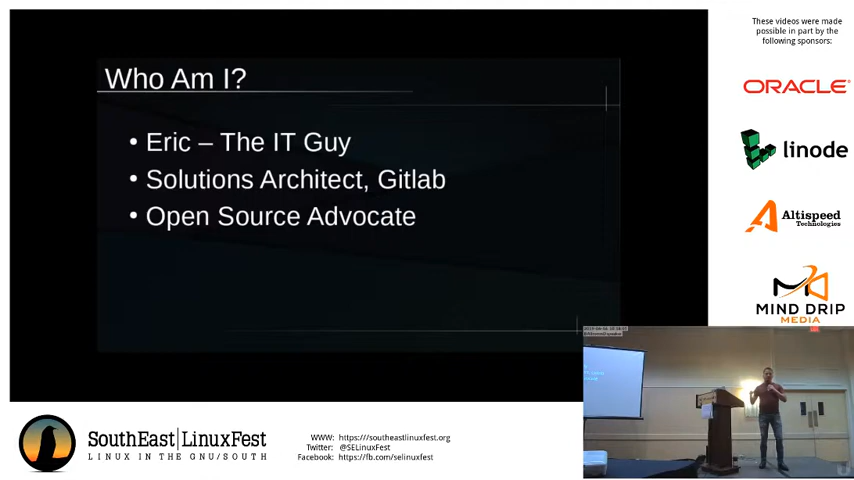 These videos were made
possible in part by the
following sponsors:
Who Am I?
• Eric – The IT Guy
• Solutions Architect, Gitlab
• Open Source Advocate
ORACLE
linode
Altispeed
Technologies
MIND DRIP
MEDIA
SouthEast|LinuxFest
LINUX IN THE GNU/SOUTH
WWW: https:///southeastlinuxfest.org
Twitter: @SELinuxFest
Facebook: https://fb.com/selinuxfest